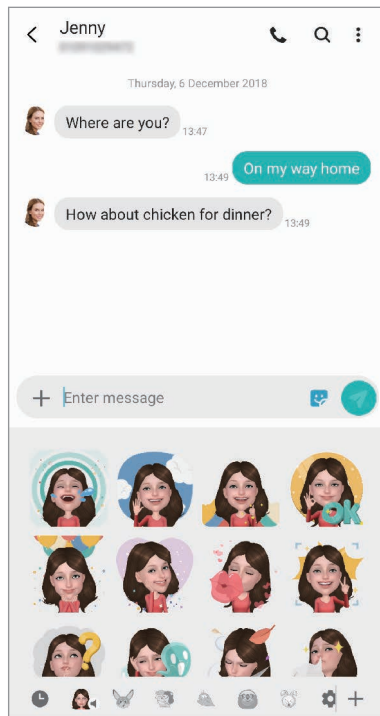 Jenny
Thursday, 6 December 2018
Where are you?
13:47
13:49
On my way home
How about chicken for dinner?
13:49
Enter message
OK